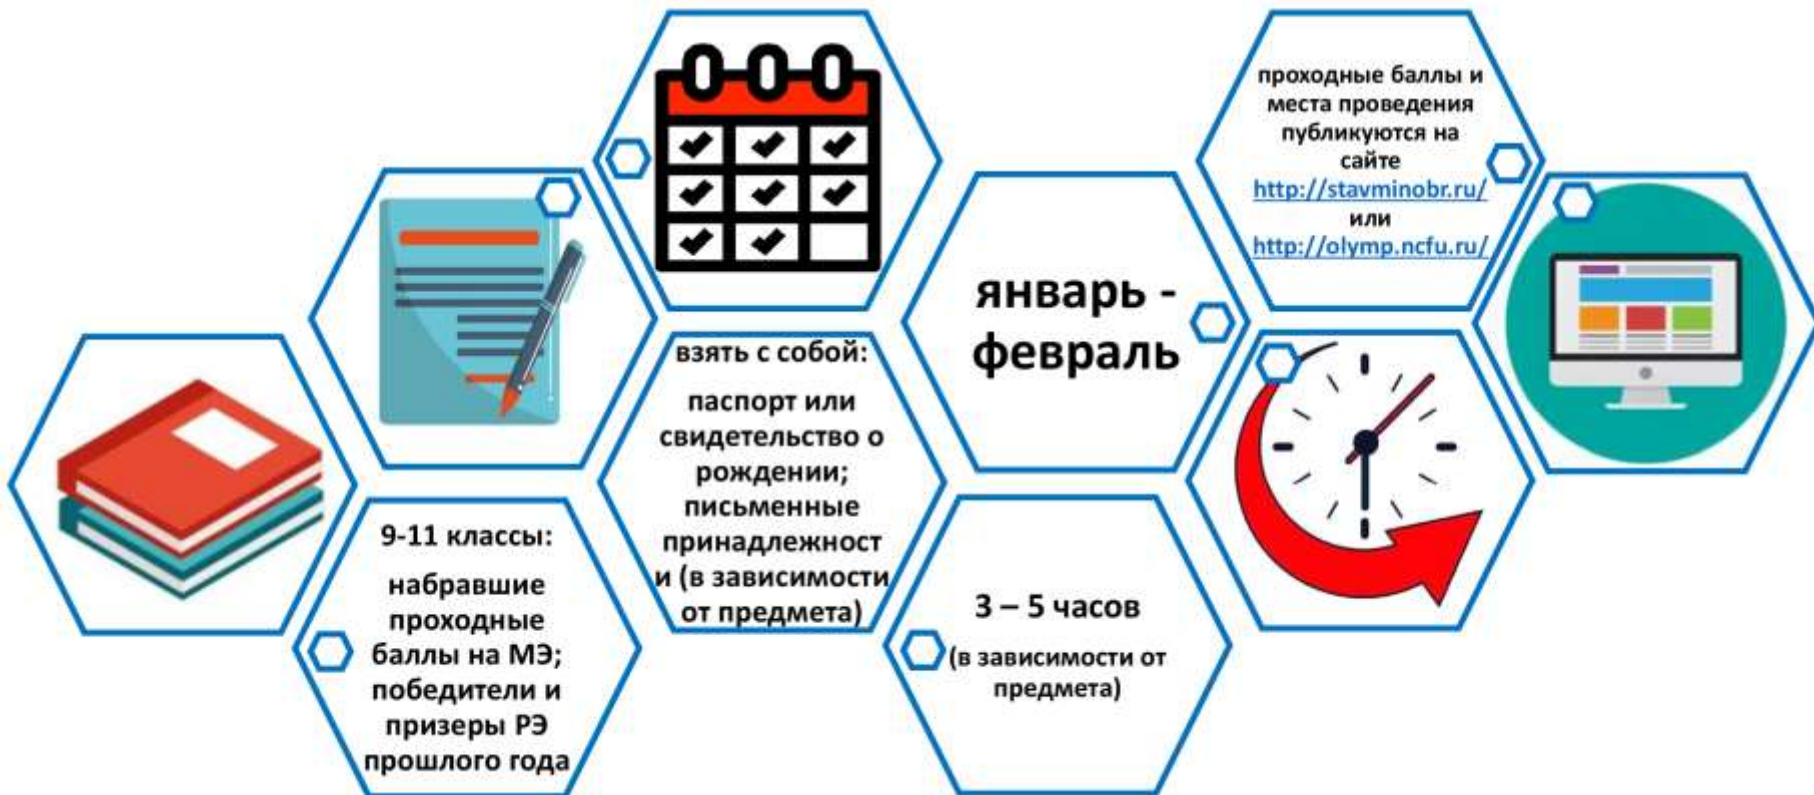 9-11 классы:
набравшие
проходные
баллы на МЭ;
победители и
призеры РЭ
прошлого года
взять с собой:
паспорт или
свидетельство о
рождении;
письменные
принадлежност
и (в зависимости
от предмета)
январь -
февраль
3 – 5 часов
(в зависимости от
предмета)
проходные баллы и
места проведения
публикуются на
сайте
http://stavminobr.ru/
или
http://olymp.ncfu.ru/